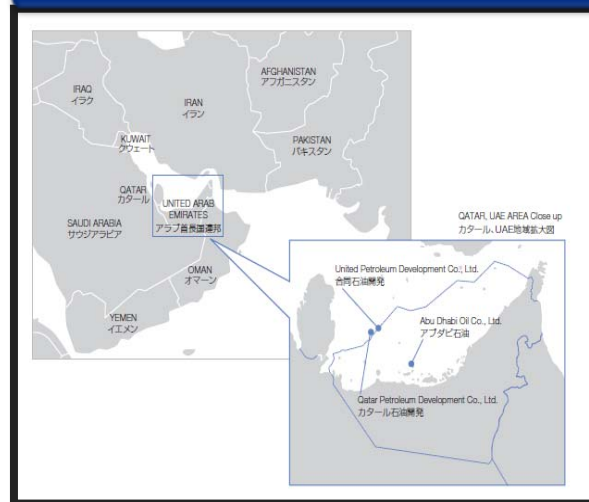 AFGHANISTAN
アフガニスタン
IRAQ
イラク
IRAN
イラン
KUWAIT
クウェート
PAKISTAN
パキスタン
QATAR
カタール
UNITED ARAB
EMIRATES
アラブ首長国連邦
SAUDI ARABIA
サウジアラビア
OMAN
オマーン
YEMEN
イエメン
QATAR, UAE AREA Close up
カタール、UAE地域拡大図
United Petroleum Development Co., Ltd.
合同石油開発
Abu Dhabi Oil Co., Ltd.
アブダビ石油
Qatar Petroleum Development Co., Ltd.
カタール石油開発